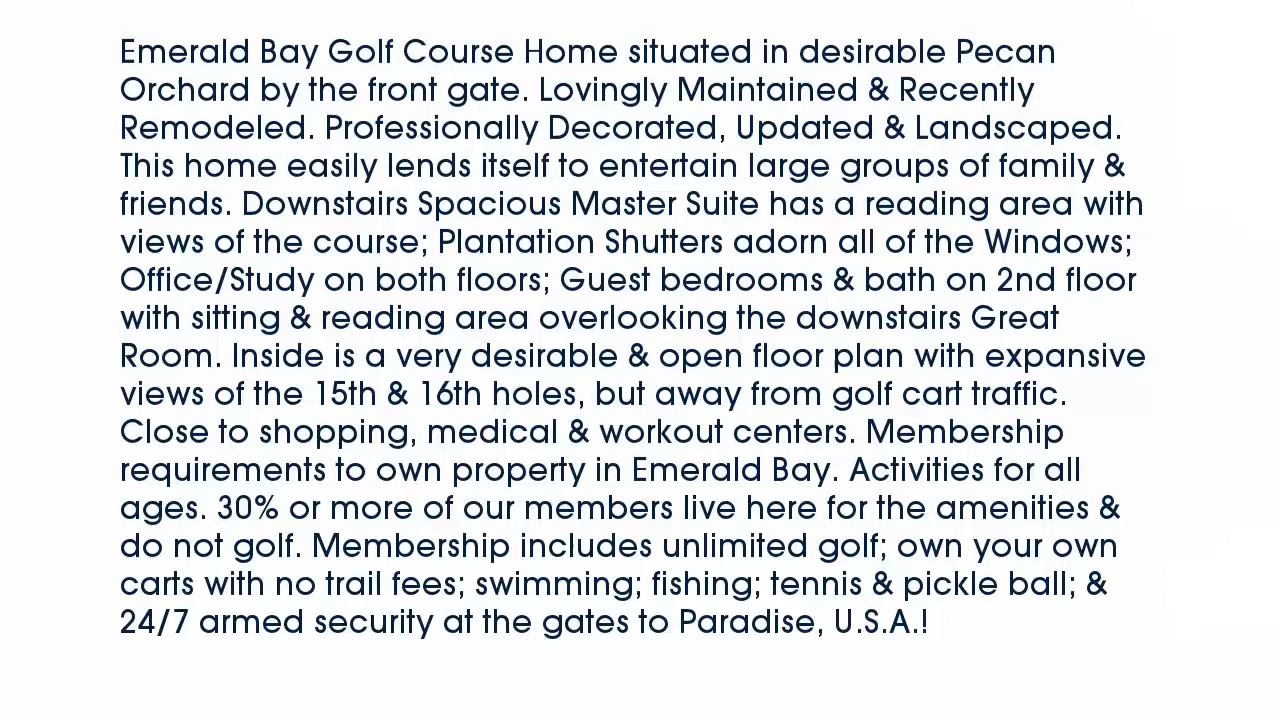 Emerald Bay Golf Course Home situated in desirable Pecan
Orchard by the front gate. Lovingly Maintained & Recently
Remodeled. Professionally Decorated, Updated & Landscaped.
This home easily lends itself to entertain large groups of family &
friends. Downstairs Spacious Master Suite has a reading area with
views of the course; Plantation Shutters adorn all of the Windows;
Office/Study on both floors; Guest bedrooms & bath on 2nd floor
with sitting & reading area overlooking the downstairs Great
Room. Inside is a very desirable & open floor plan with expansive
views of the 15th & 16th holes, but away from golf cart traffic.
Close to shopping, medical & workout centers. Membership
requirements to own property in Emerald Bay. Activities for all
ages. 30% or more of our members live here for the amenities &
do not golf. Membership includes unlimited golf; own your own
carts with no trail fees; swimming; fishing; tennis & pickle ball; &
24/7 armed security at the gates to Paradise, U.S.A.!